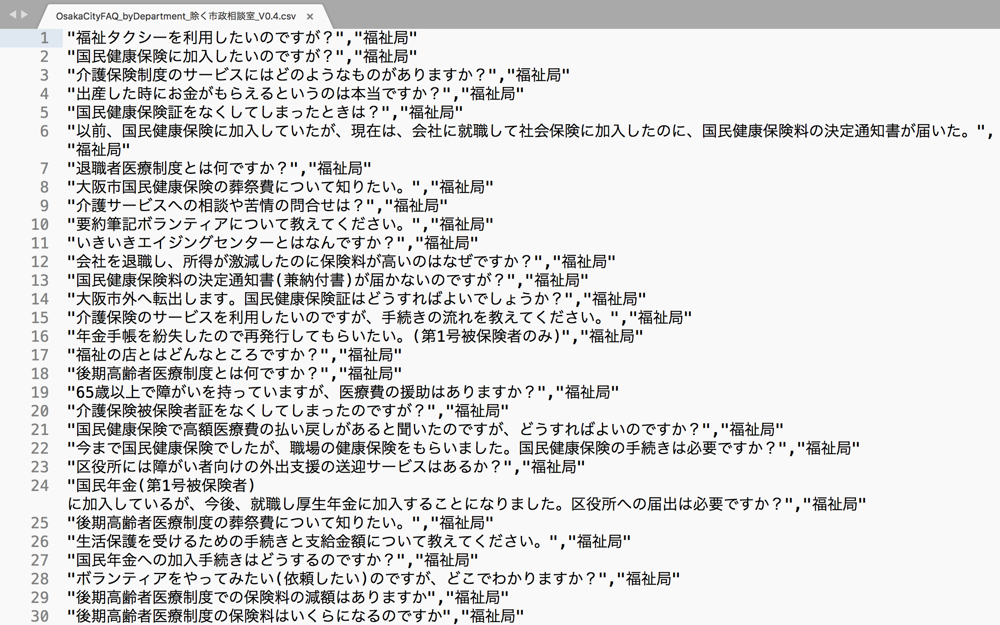 OsakaCityFAQ_byDepartment_除く市政相談室_V0.4.csv ×
1 "福祉タクシーを利用したいのですが？","福祉局"
2 "国民健康保険に加入したいのですが？","福祉局"
3 "介護保険制度のサービスにはどのようなものがありますか？","福祉局"
4 "出産した時にお金がもらえるというのは本当ですか？","福祉局"
5 "国民健康保険証をなくしてしまったときは？","福祉局"
6 "以前、国民健康保険に加入していたが、現在は、会社に就職して社会保険に加入したのに、国民健康保険料の決定通知書が届いた。",
"福祉局"
7 "退職者医療制度とは何ですか？","福祉局"
8 "大阪市国民健康保険の葬祭費について知りたい。","福祉局"
9 "介護サービスへの相談や苦情の問合せは？","福祉局"
10 "要約筆記ボランティアについて教えてください。","福祉局"
11 "いきいきエイジングセンターとはなんですか？","福祉局"
12 "会社を退職し、所得が激減したのに保険料が高いのはなぜですか？","福祉局"
13 "国民健康保険料の決定通知書(兼納付書)が届かないのですが？","福祉局"
14 "大阪市外へ転出します。国民健康保険証はどうすればよいでしょうか？","福祉局"
15 "介護保険のサービスを利用したいのですが、手続きの流れを教えてください。","福祉局"
16 "年金手帳を紛失したので再発行してもらいたい。(第1号被保険者のみ)","福祉局"
17 "福祉の店とはどんなところですか？","福祉局"
18 "後期高齢者医療制度とは何ですか？","福祉局"
19 "65歳以上で障がいを持っていますが、医療費の援助はありますか？","福祉局"
20 "介護保険被保険者証をなくしてしまったのですが？","福祉局"
21 "国民健康保険で高額医療費の払い戻しがあると聞いたのですが、どうすればよいのですか？","福祉局"
22 "今まで国民健康保険でしたが、職場の健康保険をもらいました。国民健康保険の手続きは必要ですか？","福祉局"
23 "区役所には障がい者向けの外出支援の送迎サービスはあるか？","福祉局"
24 "国民年金(第1号被保険者)
に加入しているが、今後、就職し厚生年金に加入することになりました。区役所への届出は必要ですか？","福祉局"
25 "後期高齢者医療制度の葬祭費について知りたい。","福祉局"
26 "生活保護を受けるための手続きと支給金額について教えてください。","福祉局"
27 "国民年金への加入手続きはどうするのですか？","福祉局"
28 "ボランティアをやってみたい(依頼したい)のですが、どこでわかりますか？","福祉局"
29 "後期高齢者医療制度での保険料の減額はありますか","福祉局"
30 "後期高齢者医療制度の保険料はいくらになるのですか","福祉局"